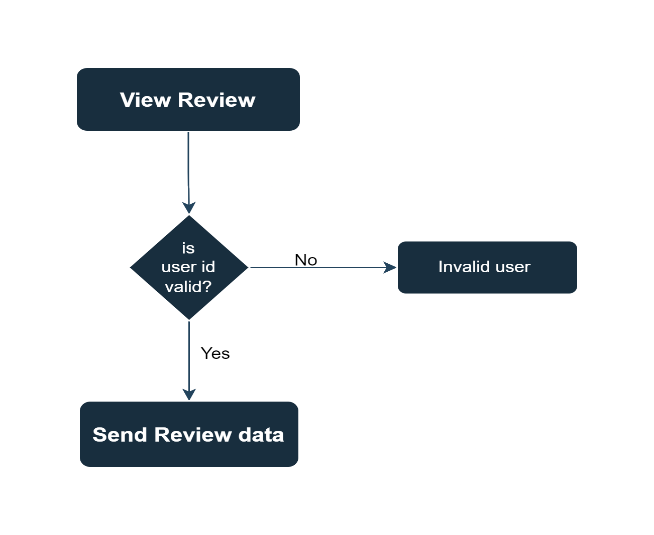 View Review
is
user id
valid?
No
Invalid user
Yes
Send Review data